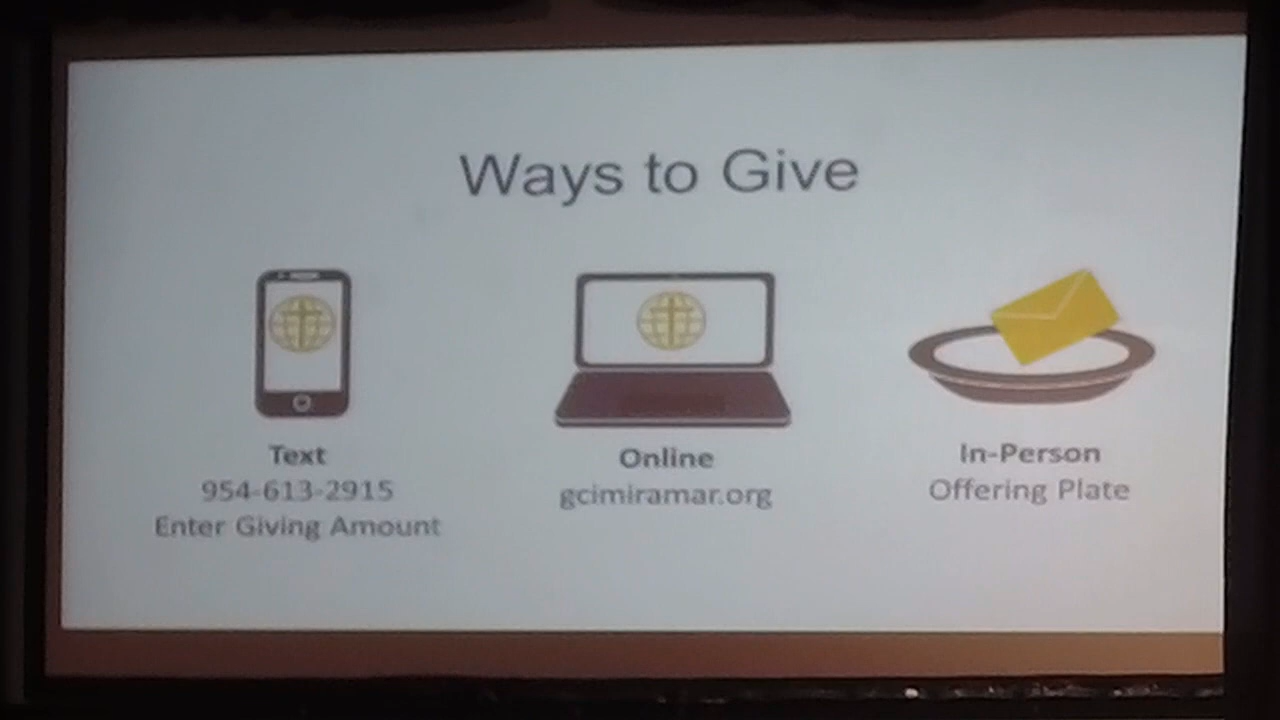 Ways to Give
Text
954-613-2915
Enter Giving Amount
Online
gcimiramar.org
In-Person
Offering Plate